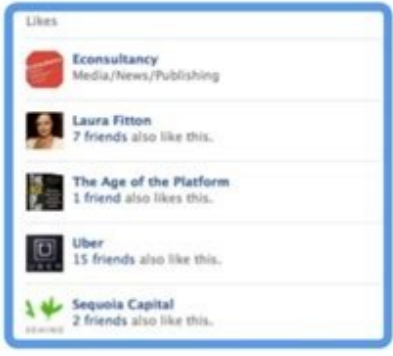 Likes
Econsultancy
Media/News/Publishing
Laura Fitton
7 friends also like this.
The Age of the Platform
1 friend also likes this.
Uber
15 friends also like this.
UBER
Sequoia Capital
2 friends also like this.